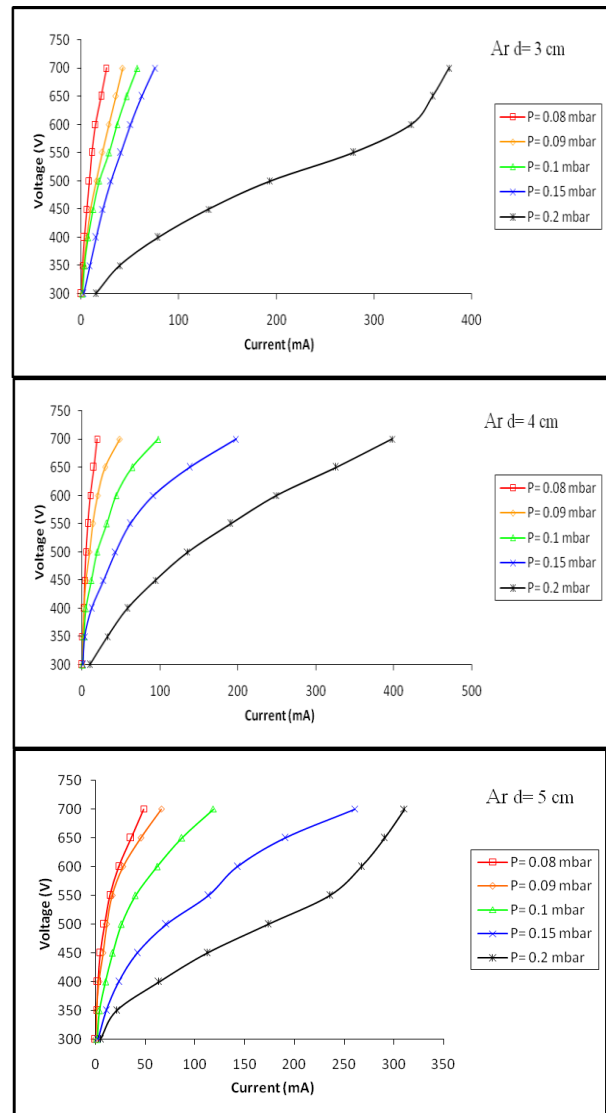 Ar d= 3 cm
750
700
650
600
550
500
450
400
350
300
Voltage (V)
0
100
200
300
400
Current (mA)
P= 0.08 mbar
P= 0.09 mbar
P= 0.1 mbar
P= 0.15 mbar
P= 0.2 mbar
Ar d= 4 cm
750
700
650
600
550
500
450
400
350
300
Voltage (V)
0
100
200
300
400
500
Current (mA)
P= 0.08 mbar
P= 0.09 mbar
P= 0.1 mbar
P= 0.15 mbar
P= 0.2 mbar
Ar d= 5 cm
750
700
650
600
550
500
450
400
350
300
Voltage (V)
0
50
100
150
200
250
300
350
Current (mA)
P= 0.08 mbar
P= 0.09 mbar
P= 0.1 mbar
P= 0.15 mbar
P= 0.2 mbar